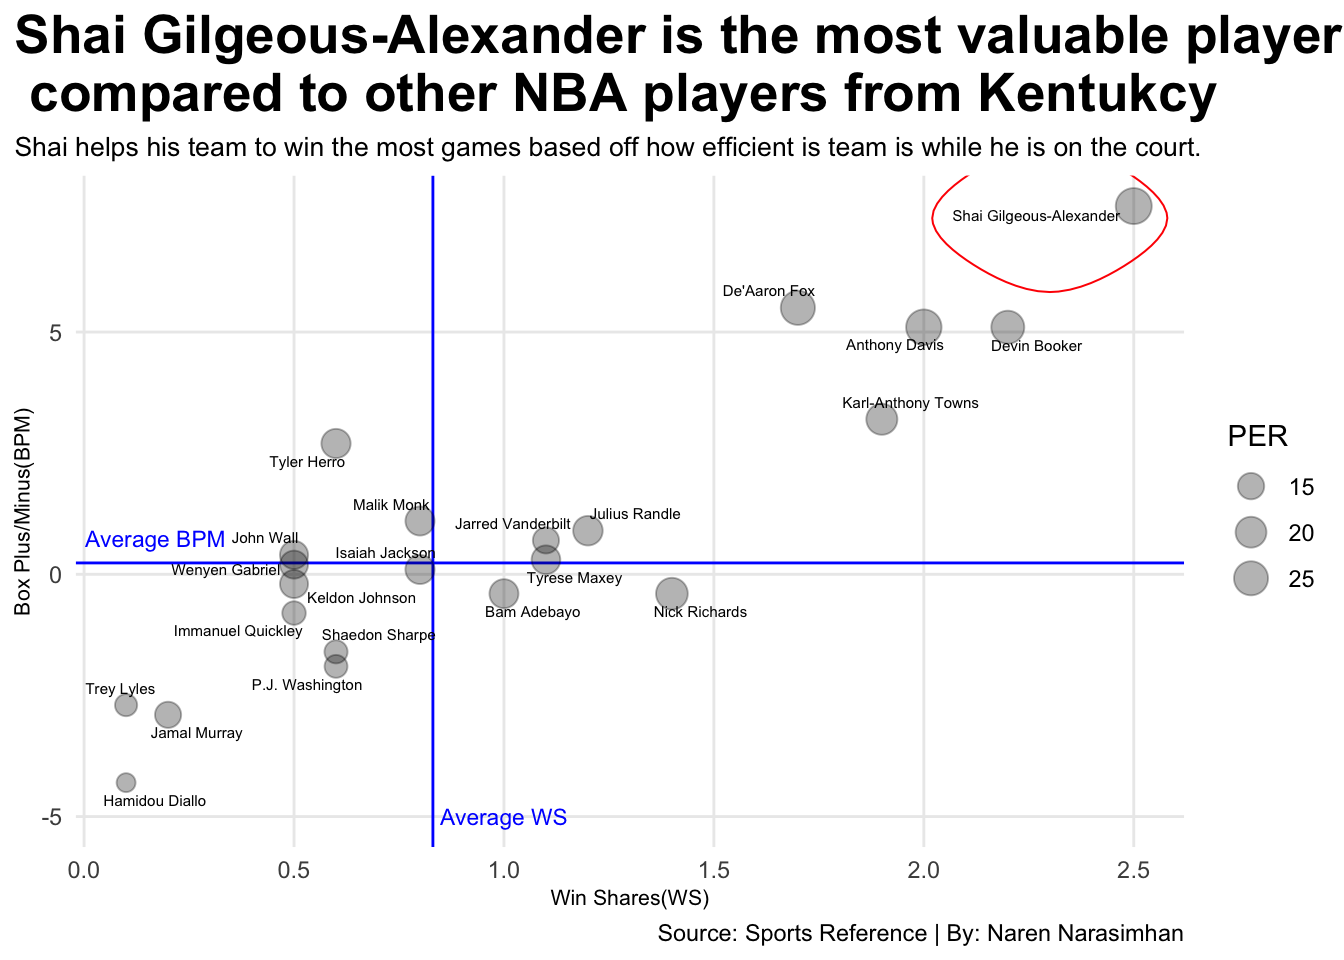 Shai Gilgeous-Alexander is the most valuable player
compared to other NBA players from Kentukcy
Shai helps his team to win the most games based off how efficient is team is while he is on the court.
Shai Gilgeous-Alexander
De'Aaron Fox
Anthony Davis
Devin Booker
Karl-Anthony Towns
Tyler Herro
Malik Monk
Julius Randle
Jarred Vanderbilt
Average BPM
John Wall
Isaiah Jackson
Wenyen Gabriel
Tyrese Maxey
Keldon Johnson
Bam Adebayo
Nick Richards
Immanuel Quickley
Shaedon Sharpe
P.J. Washington
Trey Lyles
Jamal Murray
Hamidou Diallo
Average WS
5
0
-5
Box Plus/Minus(BPM)
0.0
0.5
1.0
1.5
2.0
2.5
Win Shares(WS)
PER
15
20
25
Source: Sports Reference | By: Naren Narasimhan